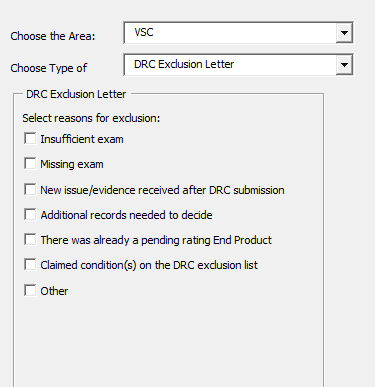 Choose the Area: VSC
Choose Type of DRC Exclusion Letter
DRC Exclusion Letter
Select reasons for exclusion:
Insufficient exam
Missing exam
New issue/evidence received after DRC submission
Additional records needed to decide
There was already a pending rating End Product
Claimed condition(s) on the DRC exclusion list
Other